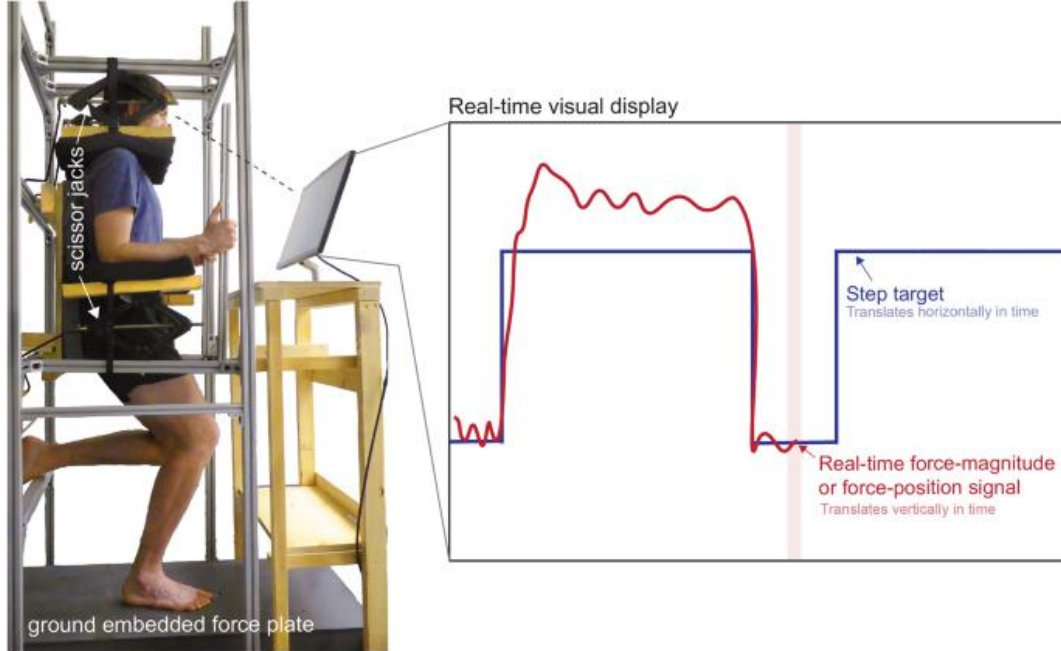 Real-time visual display
scissor jacks
Step target
Translates horizontally in time
Real-time force-magnitude
or force-position signal
Translates vertically in time
ground embedded force plate